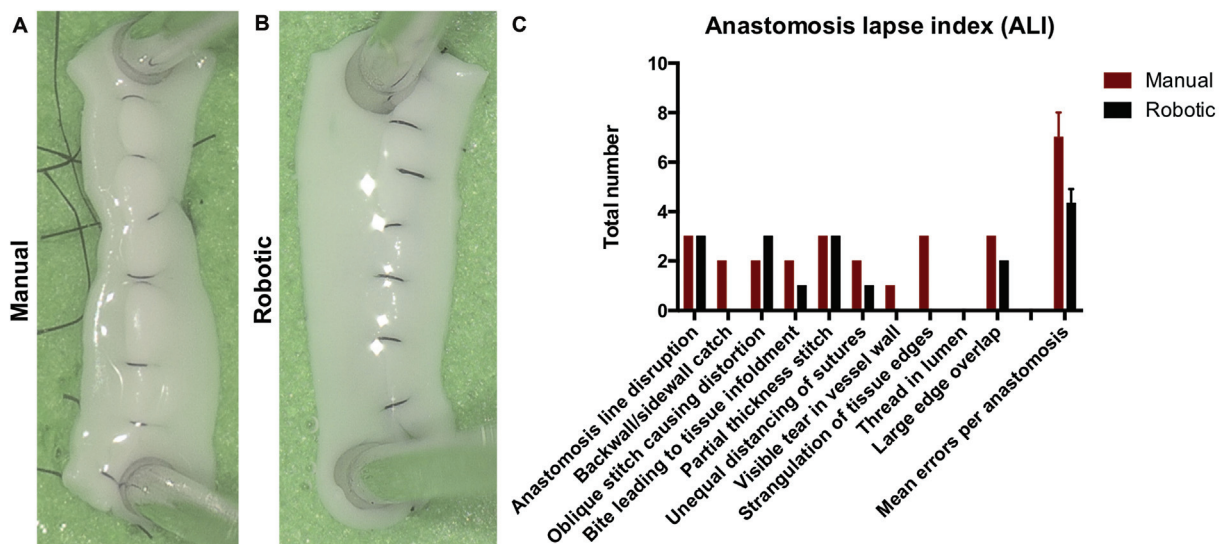 A
Manual
B
Robotic
C
Anastomosis lapse index (ALI)
Total number
10
8
6
4
2
0
Manual
Robotic
Anastomosis line disruption
Backwall/sidewall catch
Oblique stitch causing distortion
Bite leading to tissue infoldment
Partial thickness stitch
Unequal distancing of sutures
Visible tear in vessel wall
Strangulation of tissue edges
Thread in lumen
Large edge overlap
Mean errors per anastomosis